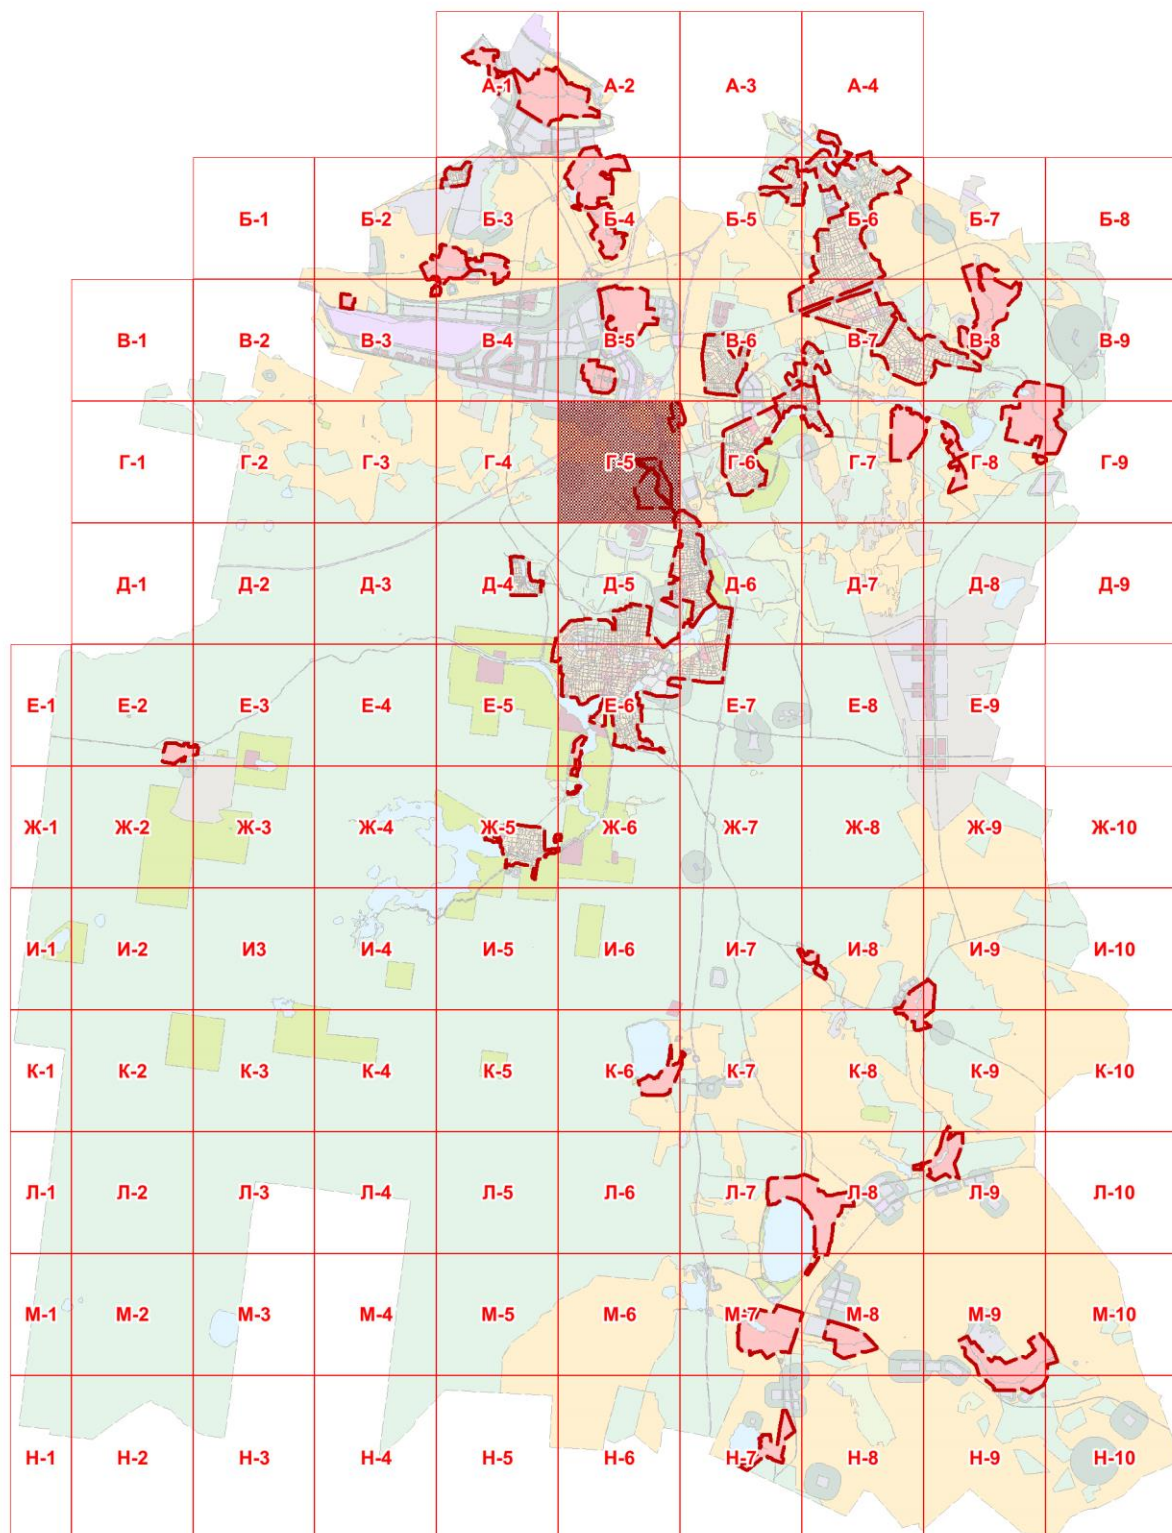 А-1 А-2 А-3 А-4
Б-1 Б-2 Б-3 Б-4 Б-5 Б-6 Б-7 Б-8
В-1 В-2 В-3 В-4 В-5 В-6 В-7 В-8 В-9
Г-1 Г-2 Г-3 Г-4 Г-5 Г-6 Г-7 Г-8 Г-9
Д-1 Д-2 Д-3 Д-4 Д-5 Д-6 Д-7 Д-8 Д-9
Е-1 Е-2 Е-3 Е-4 Е-5 Е-6 Е-7 Е-8 Е-9
Ж-1 Ж-2 Ж-3 Ж-4 Ж-5 Ж-6 Ж-7 Ж-8 Ж-9 Ж-10
И-1 И-2 И3 И-4 И-5 И-6 И-7 И-8 И-9 И-10
К-1 К-2 К-3 К-4 К-5 К-6 К-7 К-8 К-9 К-10
Л-1 Л-2 Л-3 Л-4 Л-5 Л-6 Л-7 Л-8 Л-9 Л-10
М-1 М-2 М-3 М-4 М-5 М-6 М-7 М-8 М-9 М-10
Н-1 Н-2 Н-3 Н-4 Н-5 Н-6 Н-7 Н-8 Н-9 Н-10